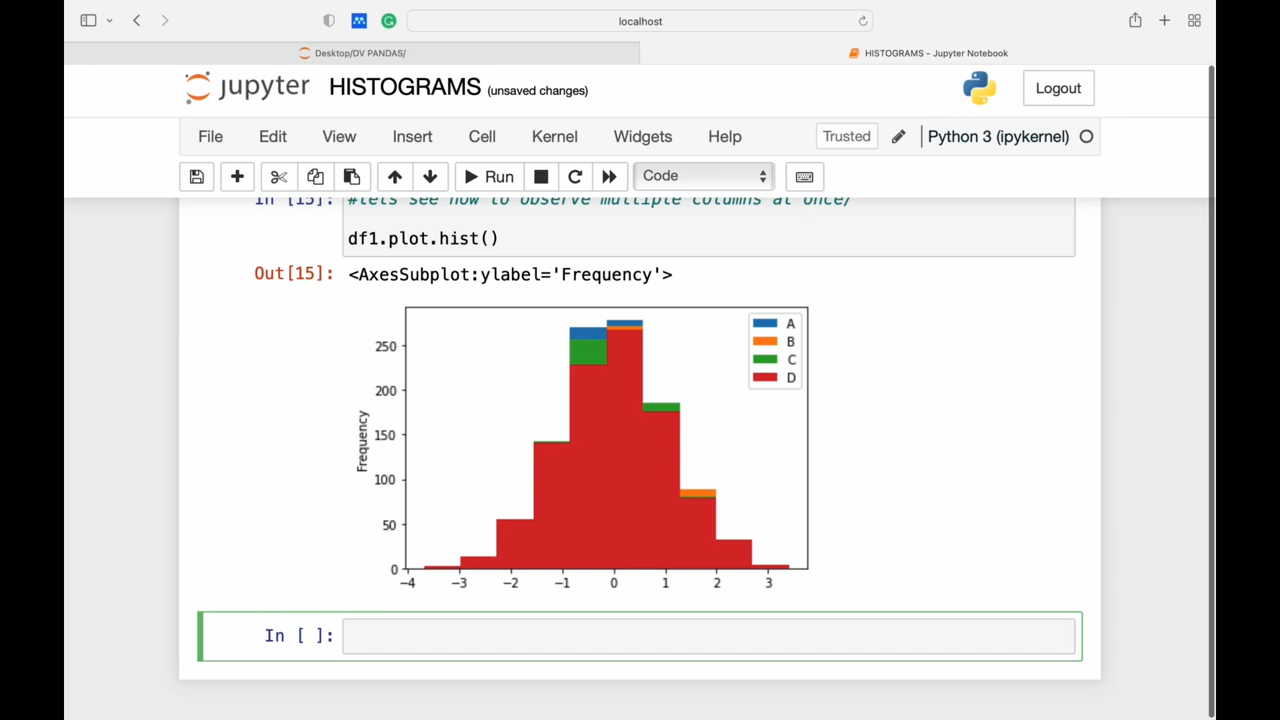 localhost
Desktop/DV PANDAS/
HISTOGRAMS - Jupyter Notebook
jupyter HISTOGRAMS (unsaved changes)
Logout
File Edit View Insert Cell Kernel Widgets Help Trusted Python 3 (ipykernel)
Run Code
In [15]: #lets see how to observe multiple columns at once/
df1.plot.hist()
Out[15]: <AxesSubplot:ylabel='Frequency'>
A
B
C
D
250
200
150
100
50
0
Frequency
−4 −3 −2 −1 0 1 2 3
In [ ]: